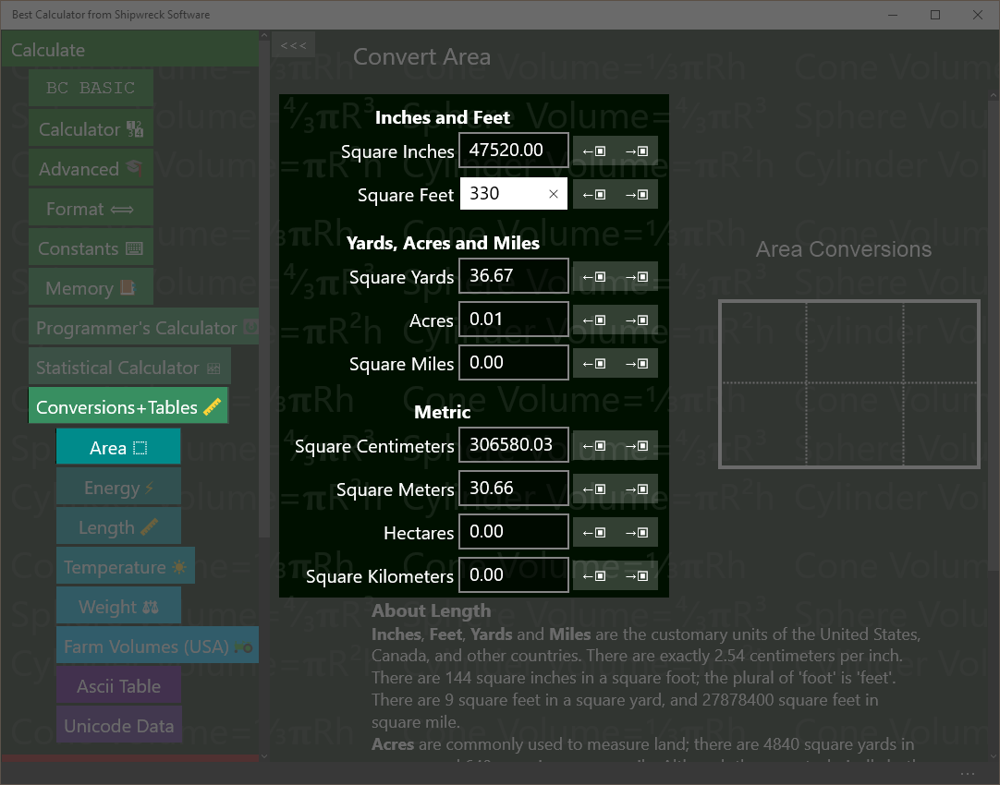 Best Calculator from Shipwreck Software
Calculate
BC BASIC
Calculator
Advanced
Format
Constants
Memory
Programmer's Calculator
Statistical Calculator
Conversions+Tables
Area
Energy
Length
Temperature
Weight
Farm Volumes (USA)
Ascii Table
Unicode Data
<<<
Convert Area
Inches and Feet
Square Inches 47520.00
Square Feet 330
Yards, Acres and Miles
Square Yards 36.67
Acres 0.01
Square Miles 0.00
Metric
Square Centimeters 306580.03
Square Meters 30.66
Hectares 0.00
Square Kilometers 0.00
Area Conversions
About Length
Inches, Feet, Yards and Miles are the customary units of the United States,
Canada, and other countries. There are exactly 2.54 centimeters per inch.
There are 144 square inches in a square foot; the plural of 'foot' is 'feet'.
There are 9 square feet in a square yard, and 27878400 square feet in
square mile.
Acres are commonly used to measure land; there are 4840 square yards in